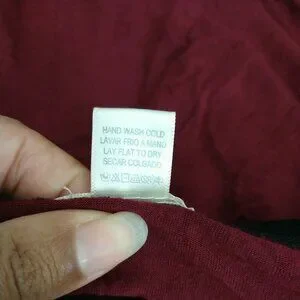 HAND WASH COLD
LAVAR FRIO A MANO
LAY FLAT TO DRY
SECAR COLGADO